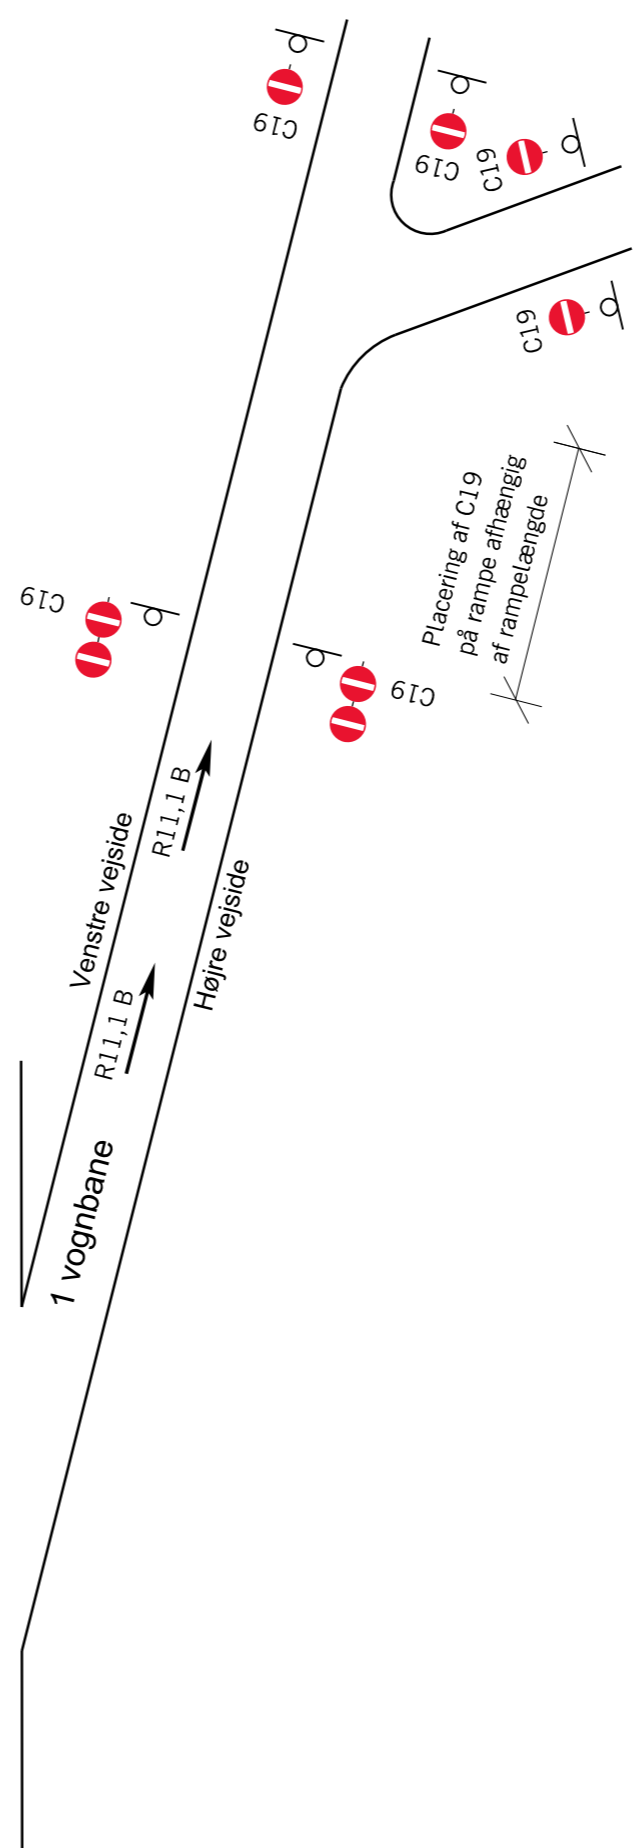 C19
C19
C19
C19
C19
C19
Placering af C19
på rampe afhængig
af rampelængde
R11,1 B
Venstre vejside
Højre vejside
R11,1 B
1 vognbane